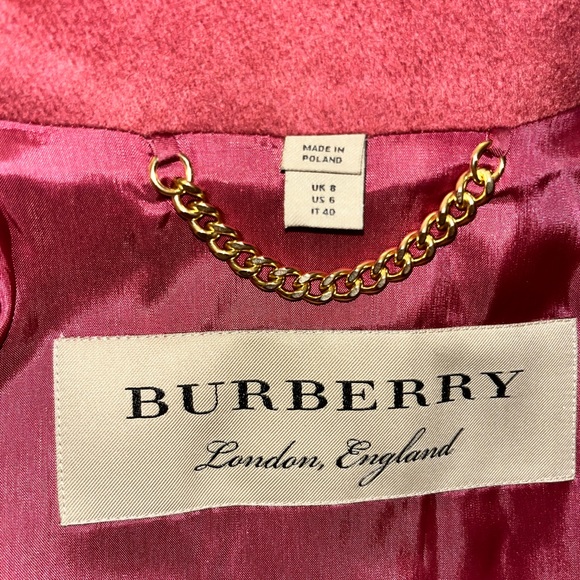 MADE IN
POLAND
UK 8
US 6
IT 40
BURBERRY
London, England